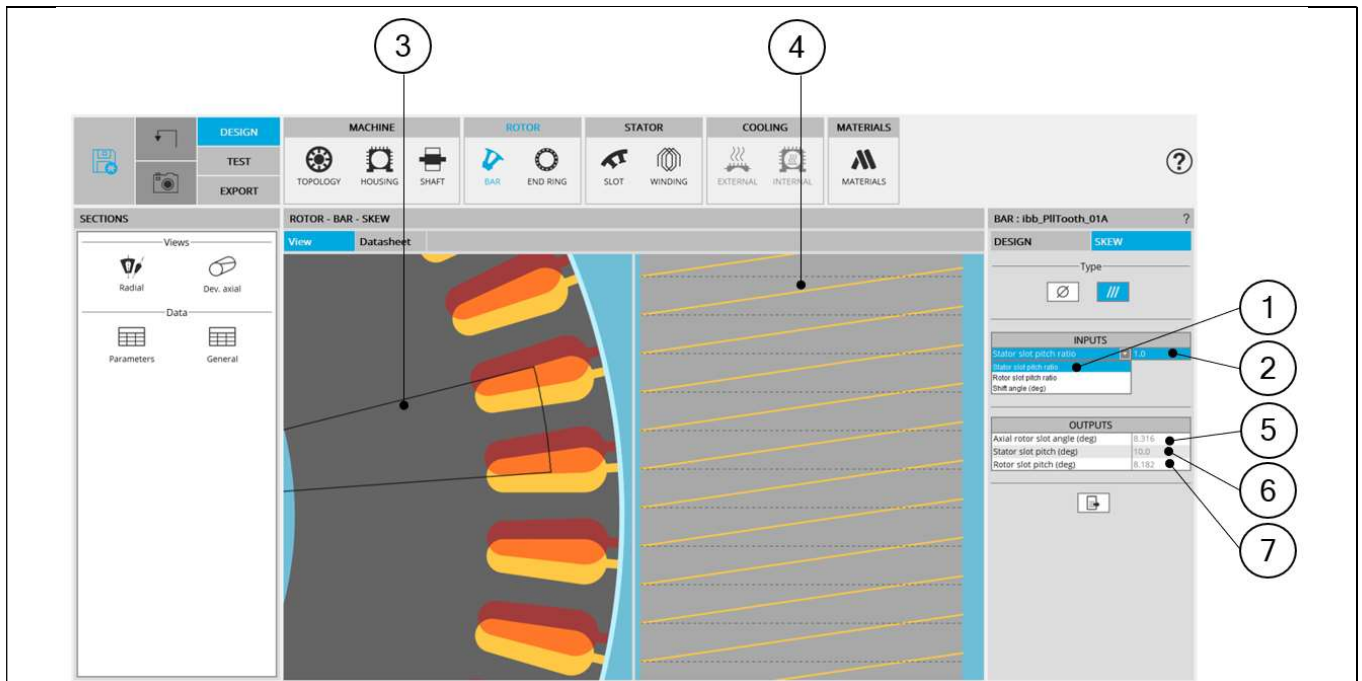 3
4
DESIGN
TEST
EXPORT
MACHINE
TOPOLOGY
HOUSING
SHAFT
ROTOR
BAR
END RING
STATOR
SLOT
WINDING
COOLING
EXTERNAL
INTERNAL
MATERIALS
MATERIALS
?
SECTIONS
Views
Radial
Dev. axial
Data
Parameters
General
ROTOR - BAR - SKEW
View
Datasheet
BAR : ibb_PllTooth_01A ?
DESIGN
SKEW
Type
INPUTS
Stator slot pitch ratio 1.0
Stator slot pitch ratio
Rotor slot pitch ratio
Shift angle (deg)
OUTPUTS
Axial rotor slot angle (deg) 8.316
Stator slot pitch (deg) 10.0
Rotor slot pitch (deg) 8.182
1
2
5
6
7